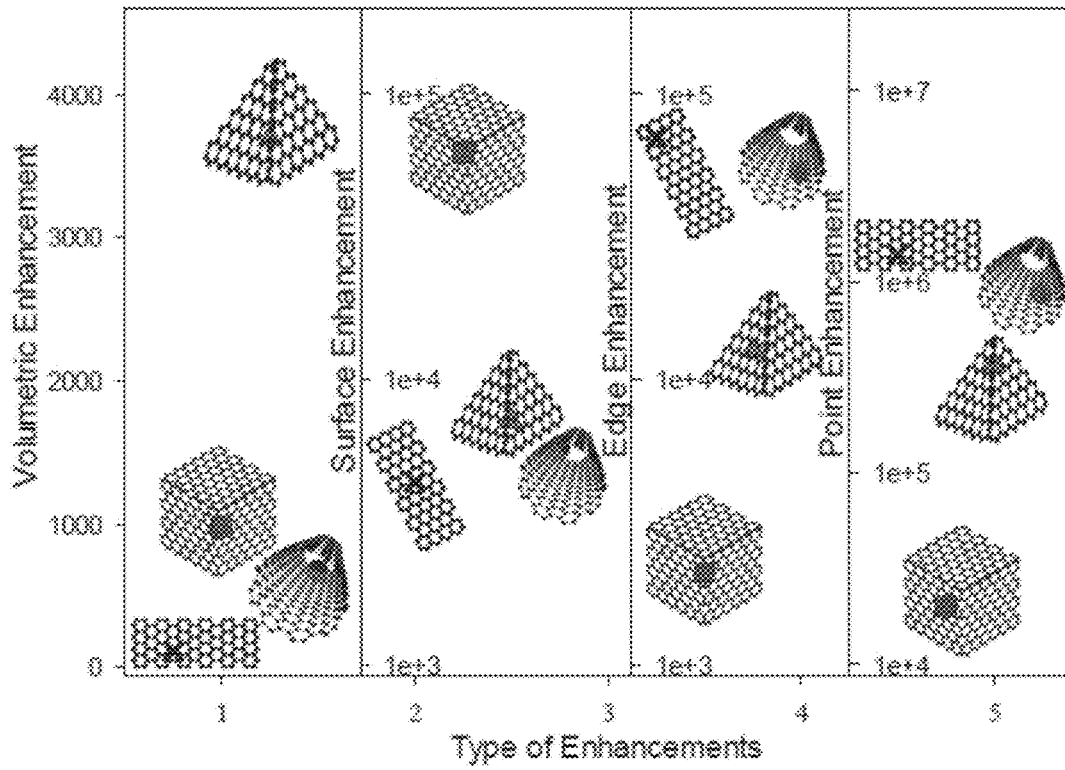 Volumetric Enhancement
4000
3000
2000
1000
0
Surface Enhancement
1e+5
1e+4
1e+3
Edge Enhancement
1e+5
1e+4
1e+3
Point Enhancement
1e+7
1e+6
1e+5
1e+4
1 2 3 4 5
Type of Enhancements